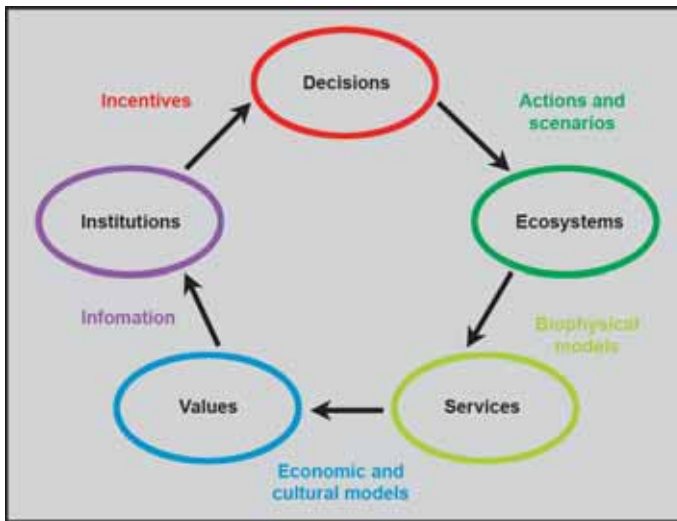 Decisions
Incentives
Actions and
scenarios
Institutions
Ecosystems
Infomation
Biophysical
models
Values
Services
Economic and
cultural models